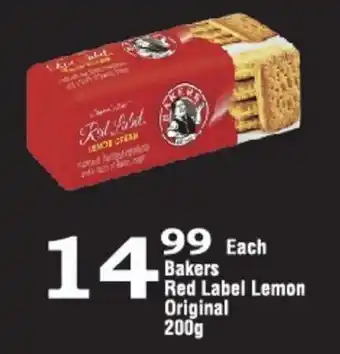 Red Label
LEMON CREAM
BAKERS
14 99 Each
Bakers
Red Label Lemon
Original
200g